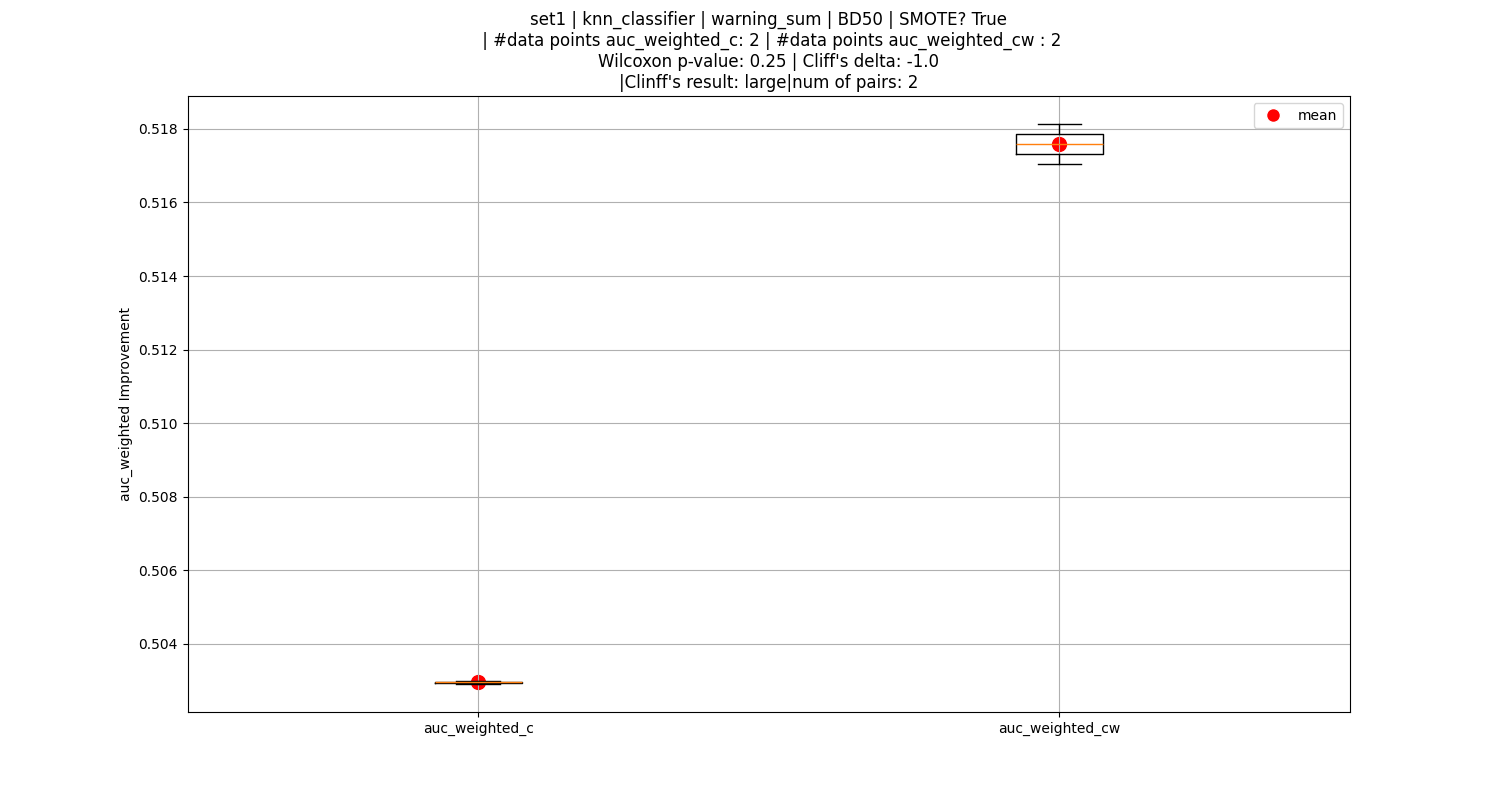 set1 | knn_classifier | warning_sum | BD50 | SMOTE? True
| #data points auc_weighted_c: 2 | #data points auc_weighted_cw : 2
Wilcoxon p-value: 0.25 | Cliff's delta: -1.0
|Clinff's result: large|num of pairs: 2
mean
0.518
0.516
0.514
0.512
0.510
0.508
0.506
0.504
auc_weighted Improvement
auc_weighted_c
auc_weighted_cw